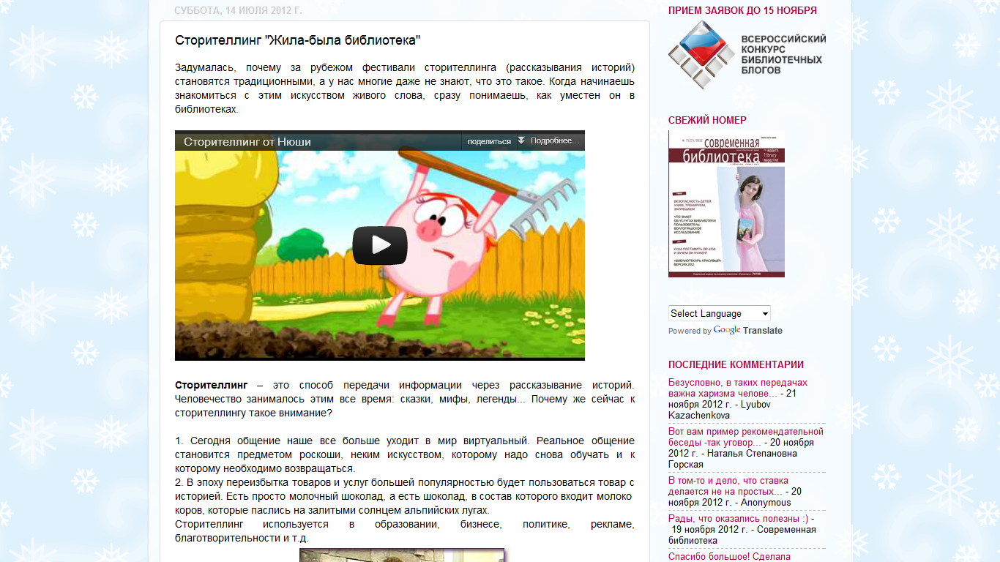 СУББОТА, 14 ИЮЛЯ 2012 Г.
Сторителлинг "Жила-была библиотека"
Задумалась, почему за рубежом фестивали сторителлинга (рассказывания историй)
становятся традиционными, а у нас многие даже не знают, что это такое. Когда начинаешь
знакомиться с этим искусством живого слова, сразу понимаешь, как уместен он в
библиотеках.
Сторителлинг от Нюши
поделиться
Подробнее...
Сторителлинг – это способ передачи информации через рассказывание историй.
Человечество занималось этим все время: сказки, мифы, легенды... Почему же сейчас к
сторителлингу такое внимание?
1. Сегодня общение наше все больше уходит в мир виртуальный. Реальное общение
становится предметом роскоши, неким искусством, которому надо снова обучать и к
которому необходимо возвращаться.
2. В эпоху переизбытка товаров и услуг большей популярностью будет пользоваться товар с
историей. Есть просто молочный шоколад, а есть шоколад, в состав которого входит молоко
коров, которые паслись на залитыми солнцем альпийских лугах.
Сторителлинг используется в образовании, бизнесе, политике, рекламе,
благотворительности и т.д.
ПРИЕМ ЗАЯВОК ДО 15 НОЯБРЯ
ВСЕРОССИЙСКИЙ
КОНКУРС
БИБЛИОТЕЧНЫХ
БЛОГОВ
СВЕЖИЙ НОМЕР
современная
библиотека
the modern
library
magazine
БЕЗОПАСНОСТЬ ДЕТЕЙ:
УЧИМ, ТРЕНИРУЕМ,
ЗАПРЕЩАЕМ
ЧТО ЗНАЕТ
ОБ УСЛУГАХ БИБЛИОТЕКИ
ПОЛЬЗОВАТЕЛЬ:
ВОЛГОГРАДСКОЕ
ИССЛЕДОВАНИЕ
КУДА ПОСТАВИТЬ QR-КОД
И ЗАЧЕМ ОН НУЖЕН?
«БИБЛИОТЕКАРЬ КРАСИВЫЙ»
ВЕРСИЯ 2012
Select Language
Powered by Google Translate
ПОСЛЕДНИЕ КОММЕНТАРИИ
Безусловно, в таких передачах
важна харизма челове... - 21
ноября 2012 г. - Lyubov
Kazachenkova
Вот вам пример рекомендательной
беседы -так уговор... - 20 ноября
2012 г. - Наталья Степановна
Горская
В том-то и дело, что ставка
делается не на простых... - 20
ноября 2012 г. - Anonymous
Рады, что оказались полезны :) -
19 ноября 2012 г. - Современная
библиотека
Спасибо большое! Сделала